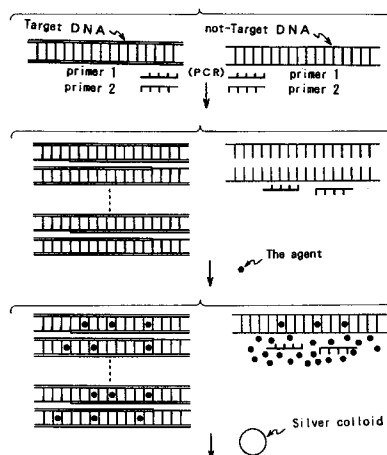 Target DNA
not-Target DNA
primer 1 (PCR) primer 1
primer 2 primer 2
The agent
Silver colloid